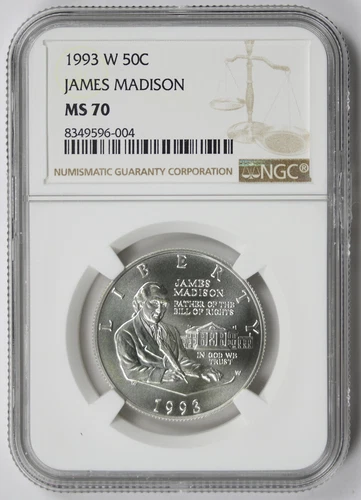 1993 W 50C
JAMES MADISON
MS 70
8349596-004
NUMISMATIC GUARANTY CORPORATION
NGC®
LIBERTY
JAMES
MADISON
FATHER OF THE
BILL OF RIGHTS
IN GOD WE
TRUST
W
1993